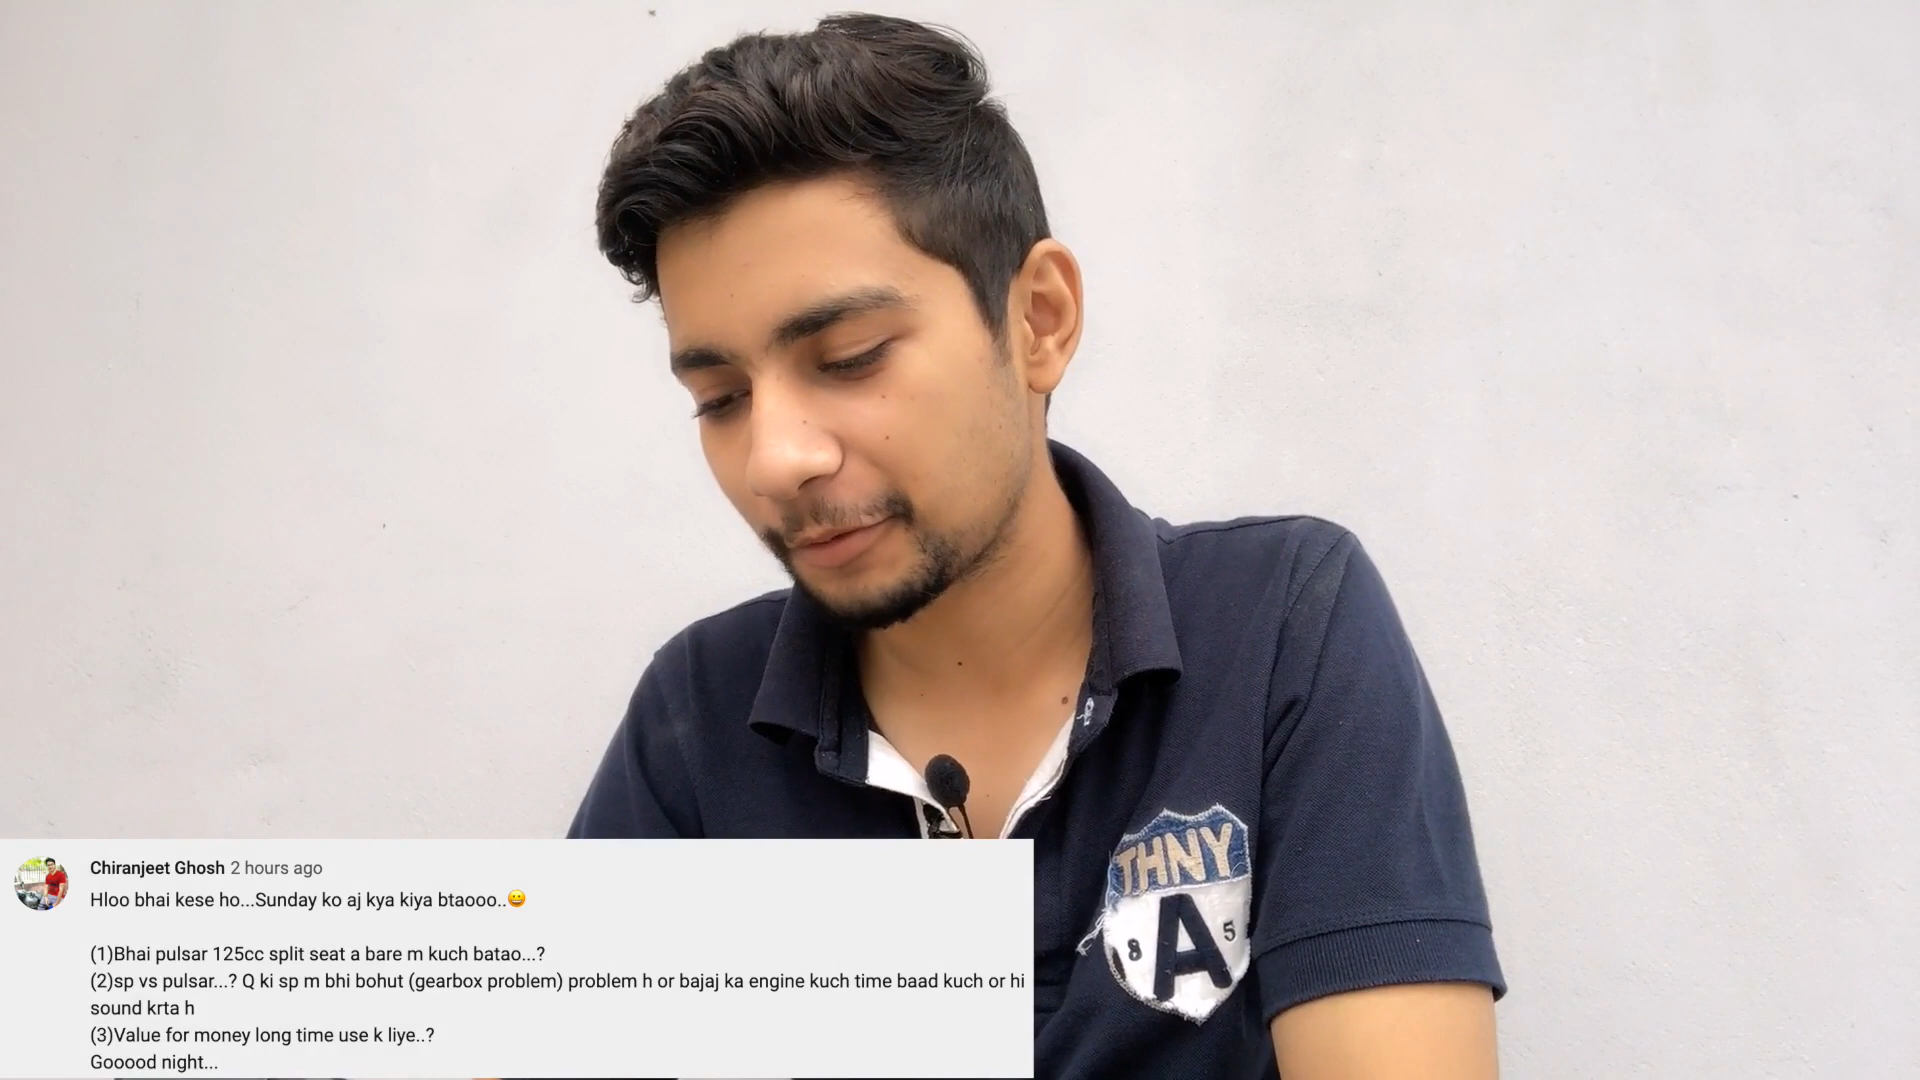 THNY
8 A 5
Chiranjeet Ghosh 2 hours ago
Hloo bhai kese ho...Sunday ko aj kya kiya btaooo..😀
(1)Bhai pulsar 125cc split seat a bare m kuch batao...?
(2)sp vs pulsar...? Q ki sp m bhi bohut (gearbox problem) problem h or bajaj ka engine kuch time baad kuch or hi
sound krta h
(3)Value for money long time use k liye..?
Gooood night...